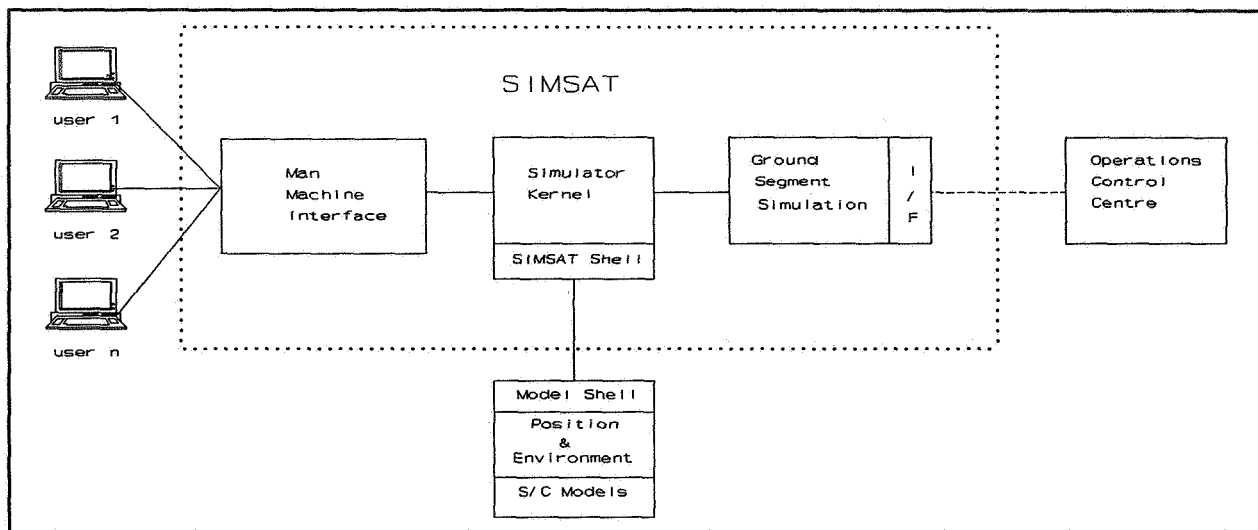 SIMSAT
user 1
user 2
user n
Man
Machine
Interface
Simulator
Kernel
SIMSAT Shell
Ground
Segment
Simulation
I
/
F
Operations
Control
Centre
Model Shell
Position
&
Environment
S/C Models